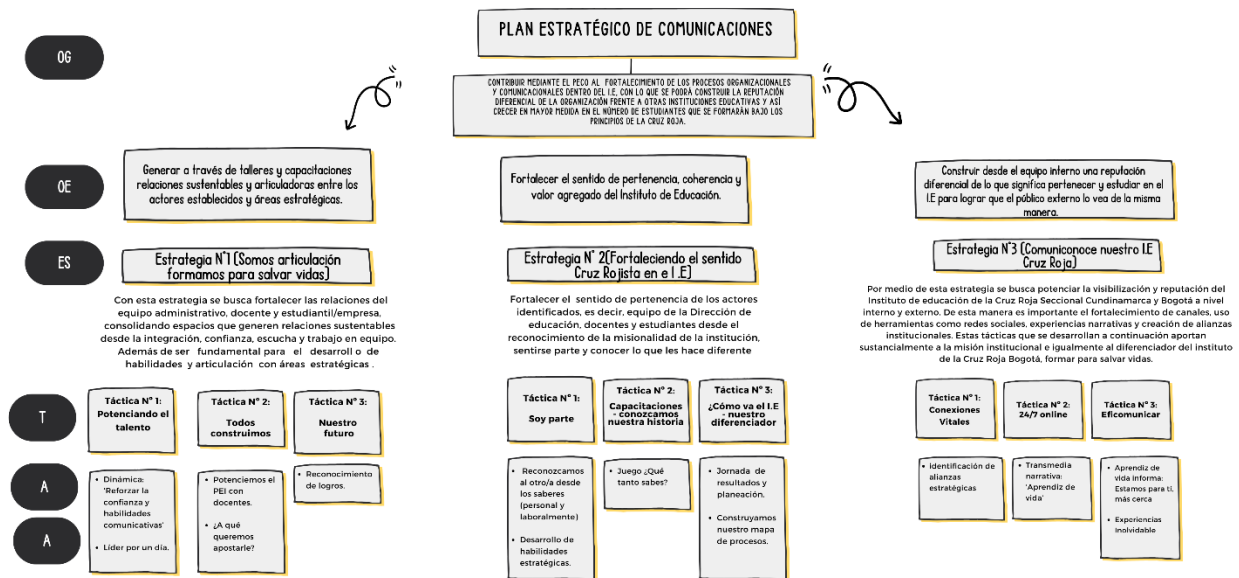 PLAN ESTRATÉGICO DE COMUNICACIONES
OG
CONTRIBUIR MEDIANTE EL PECO AL FORTALECIMIENTO DE LOS PROCESOS ORGANIZACIONALES
Y COMUNICACIONALES DENTRO DEL I.E, CON LO QUE SE PODRÁ CONSTRUIR LA REPUTACIÓN
DIFERENCIAL DE LA ORGANIZACIÓN FRENTE A OTRAS INSTITUCIONES EDUCATIVAS Y ASÍ
CRECER EN MAYOR MEDIDA EN EL NÚMERO DE ESTUDIANTES QUE SE FORMARÁN BAJO LOS
PRINCIPIOS DE LA CRUZ ROJA.
OE
Generar a través de talleres y capacitaciones
relaciones sustentables y articuladoras entre los
actores establecidos y áreas estratégicas.
Fortalecer el sentido de pertenencia, coherencia y
valor agregado del Instituto de Educación.
Construir desde el equipo interno una reputación
diferencial de lo que significa pertenecer y estudiar en el
I.E para lograr que el público externo lo vea de la misma
manera.
ES
Estrategia N°1 (Somos articulación
formamos para salvar vidas)
Con esta estrategia se busca fortalecer las relaciones del
equipo administrativo, docente y estudiantil/empresa,
consolidando espacios que generen relaciones sustentables
desde la integración, confianza, escucha y trabajo en equipo.
Además de ser fundamental para el desarroll o de
habilidades y articulación con áreas estratégicas .
Estrategia N° 2(Fortaleciendo el sentido
Cruz Rojista en e I .E)
Fortalecer el sentido de pertenencia de los actores
identificados, es decir, equipo de la Dirección de
educación, docentes y estudiantes desde el
reconocimiento de la misionalidad de la institución,
sentirse parte y conocer lo que les hace diferente
Estrategia N°3 (Comuniconoce nuestro I.E
Cruz Roja)
Por medio de esta estrategia se busca potenciar la visibilización y reputación del
Instituto de educación de la Cruz Roja Seccional Cundinamarca y Bogotá a nivel
interno y externo. De esta manera es importante el fortalecimiento de canales, uso
de herramientas como redes sociales, experiencias narrativas y creación de alianzas
institucionales. Estas tácticas que se desarrollan a continuación aportan
sustancialmente a la misión institucional e igualmente al diferenciador del instituto
de la Cruz Roja Bogotá, formar para salvar vidas.
T
Táctica N° 1:
Potenciando el
talento
Táctica N° 2:
Todos
construimos
Táctica N° 3:
Nuestro
futuro
Táctica N° 1:
Soy parte
Táctica N° 2:
Capacitaciones
- conozcamos
nuestra historia
Táctica N° 3:
¿Cómo va el I.E
- nuestro
diferenciador
Táctica N° 1:
Conexiones
Vitales
Táctica N° 2:
24/7 online
Táctica N° 3:
Eficomunicar
A
A
• Dinámica:
'Reforzar la
confianza y
habilidades
comunicativas'
• Líder por un día.
• Potenciemos el
PEI con
docentes.
• ¿A qué
queremos
apostarle?
• Reconocimiento
de logros.
• Reconozcamos
al otro/a desde
los saberes
(personal y
laboralmente)
• Desarrollo de
habilidades
estratégicas.
• Juego ¿Qué
tanto sabes?
• Jornada de
resultados y
planeación.
• Construyamos
nuestro mapa
de procesos.
• Identificación de
alianzas
estratégicas
• Transmedia
narrativa:
'Aprendiz de
vida'
• Aprendiz de
vida informa:
Estamos para ti,
más cerca
• Experiencias
Inolvidable